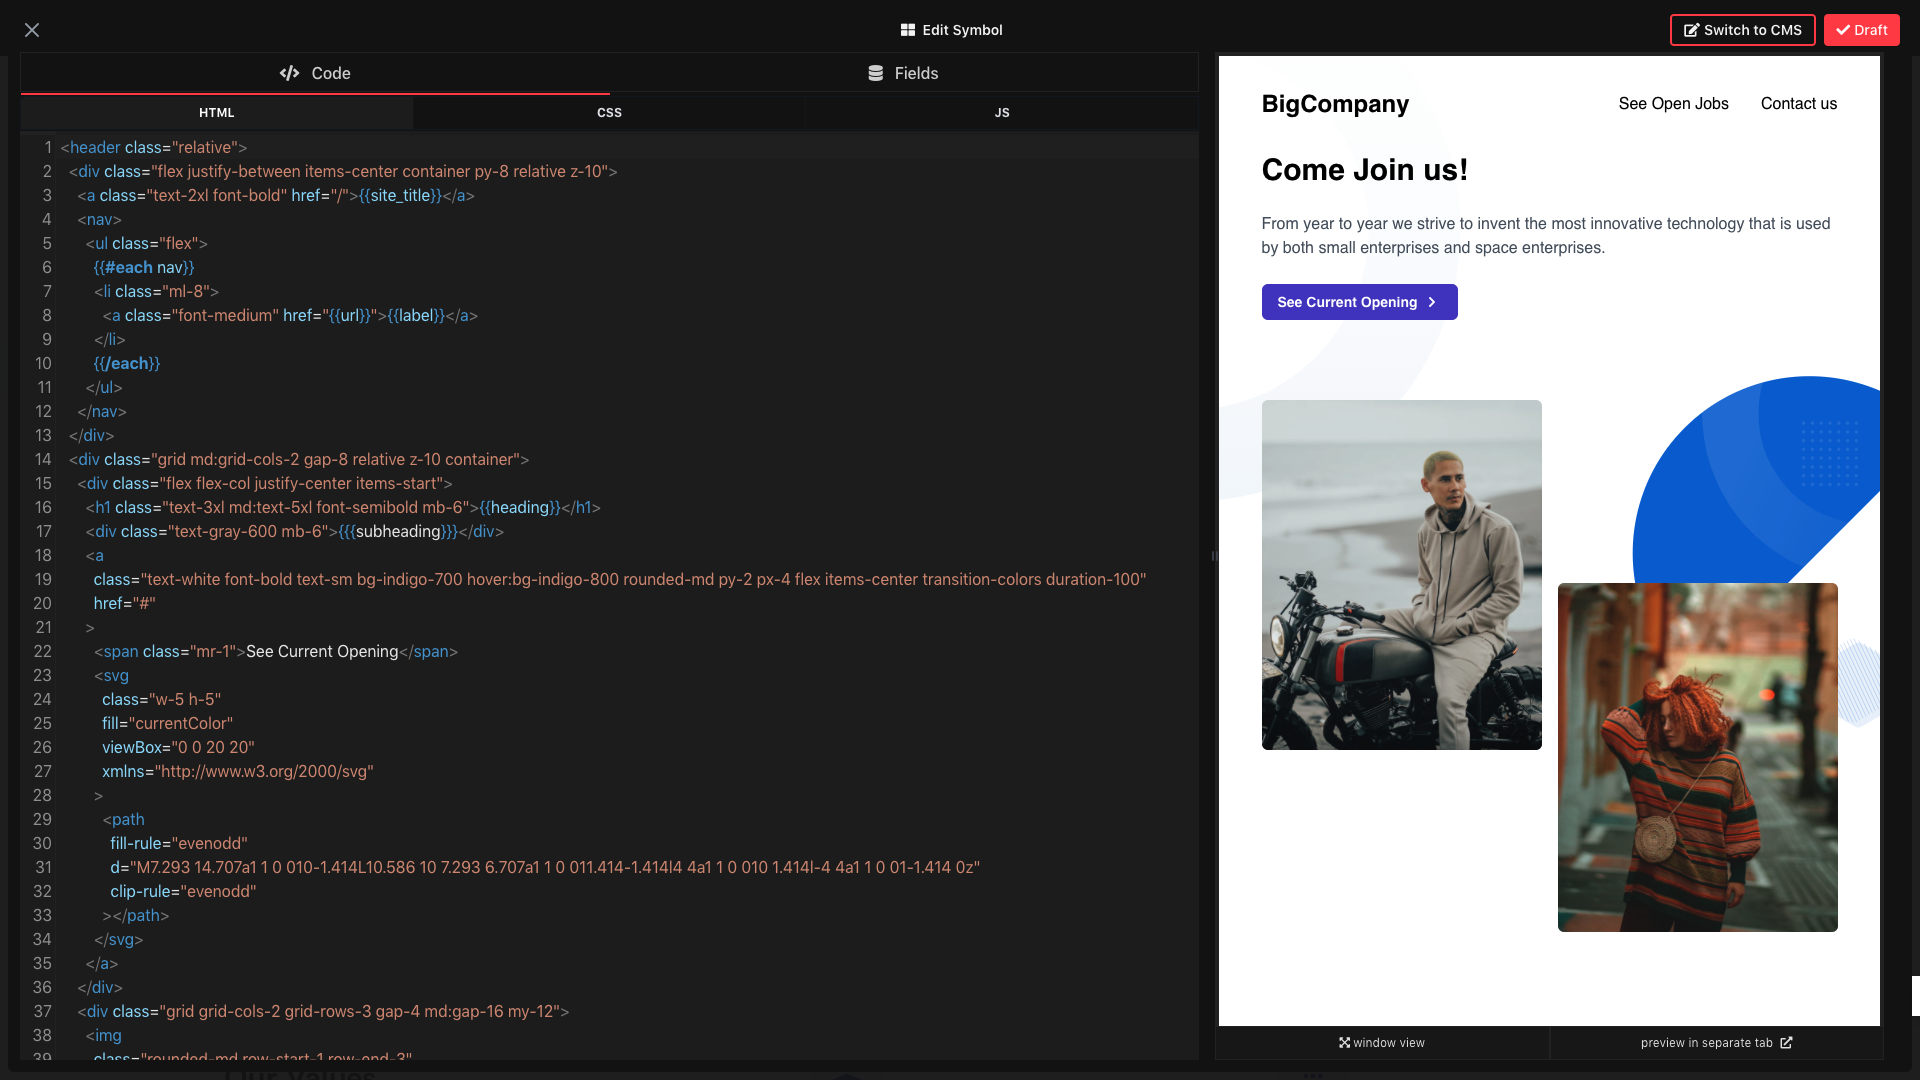 Edit Symbol
Switch to CMS
Draft
Code
Fields
HTML
CSS
JS
1 <header class="relative">
2 <div class="flex justify-between items-center container py-8 relative z-10">
3 <a class="text-2xl font-bold" href="/">{{site_title}}</a>
4 <nav>
5 <ul class="flex">
6 {{#each nav}}
7 <li class="ml-8">
8 <a class="font-medium" href="{{url}}">{{label}}</a>
9 </li>
10 {{/each}}
11 </ul>
12 </nav>
13 </div>
14 <div class="grid md:grid-cols-2 gap-8 relative z-10 container">
15 <div class="flex flex-col justify-center items-start">
16 <h1 class="text-3xl md:text-5xl font-semibold mb-6">{{heading}}</h1>
17 <div class="text-gray-600 mb-6">{{{subheading}}}</div>
18 <a
19 class="text-white font-bold text-sm bg-indigo-700 hover:bg-indigo-800 rounded-md py-2 px-4 flex items-center transition-colors duration-100"
20 href="#"
21 >
22 <span class="mr-1">See Current Opening</span>
23 <svg
24 class="w-5 h-5"
25 fill="currentColor"
26 viewBox="0 0 20 20"
27 xmlns="http://www.w3.org/2000/svg"
28 >
29 <path
30 fill-rule="evenodd"
31 d="M7.293 14.707a1 1 0 010-1.414L10.586 10 7.293 6.707a1 1 0 011.414-1.414l4 4a1 1 0 010 1.414l-4 4a1 1 0 01-1.414 0z"
32 clip-rule="evenodd"
33 ></path>
34 </svg>
35 </a>
36 </div>
37 <div class="grid grid-cols-2 grid-rows-3 gap-4 md:gap-16 my-12">
38 <img
39 class="rounded-md row-start-1 row-end-3"
BigCompany
See Open Jobs
Contact us
Come Join us!
From year to year we strive to invent the most innovative technology that is used
by both small enterprises and space enterprises.
See Current Opening
window view
preview in separate tab
Our Values